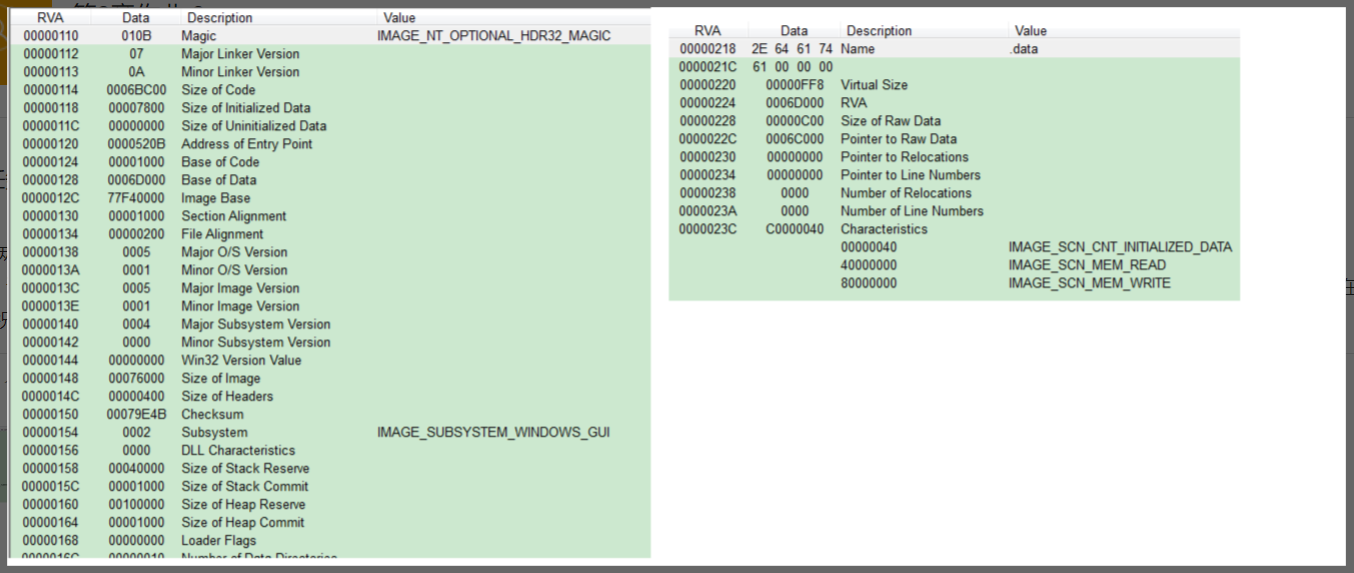 RVA Data Description Value
00000110 010B Magic IMAGE_NT_OPTIONAL_HDR32_MAGIC
00000112 07 Major Linker Version
00000113 0A Minor Linker Version
00000114 0006BC00 Size of Code
00000118 00007800 Size of Initialized Data
0000011C 00000000 Size of Uninitialized Data
00000120 0000520B Address of Entry Point
00000124 00001000 Base of Code
00000128 0006D000 Base of Data
0000012C 77F40000 Image Base
00000130 00001000 Section Alignment
00000134 00000200 File Alignment
00000138 0005 Major O/S Version
0000013A 0001 Minor O/S Version
0000013C 0005 Major Image Version
0000013E 0001 Minor Image Version
00000140 0004 Major Subsystem Version
00000142 0000 Minor Subsystem Version
00000144 00000000 Win32 Version Value
00000148 00076000 Size of Image
0000014C 00000400 Size of Headers
00000150 00079E4B Checksum
00000154 0002 Subsystem IMAGE_SUBSYSTEM_WINDOWS_GUI
00000156 0000 DLL Characteristics
00000158 00040000 Size of Stack Reserve
0000015C 00001000 Size of Stack Commit
00000160 00100000 Size of Heap Reserve
00000164 00001000 Size of Heap Commit
00000168 00000000 Loader Flags
0000016C 00000010 Number of Data Directories
RVA Data Description Value
00000218 2E 64 61 74 Name .data
0000021C 61 00 00 00
00000220 00000FF8 Virtual Size
00000224 0006D000 RVA
00000228 00000C00 Size of Raw Data
0000022C 0006C000 Pointer to Raw Data
00000230 00000000 Pointer to Relocations
00000234 00000000 Pointer to Line Numbers
00000238 0000 Number of Relocations
0000023A 0000 Number of Line Numbers
0000023C C0000040 Characteristics
00000040 IMAGE_SCN_CNT_INITIALIZED_DATA
40000000 IMAGE_SCN_MEM_READ
80000000 IMAGE_SCN_MEM_WRITE